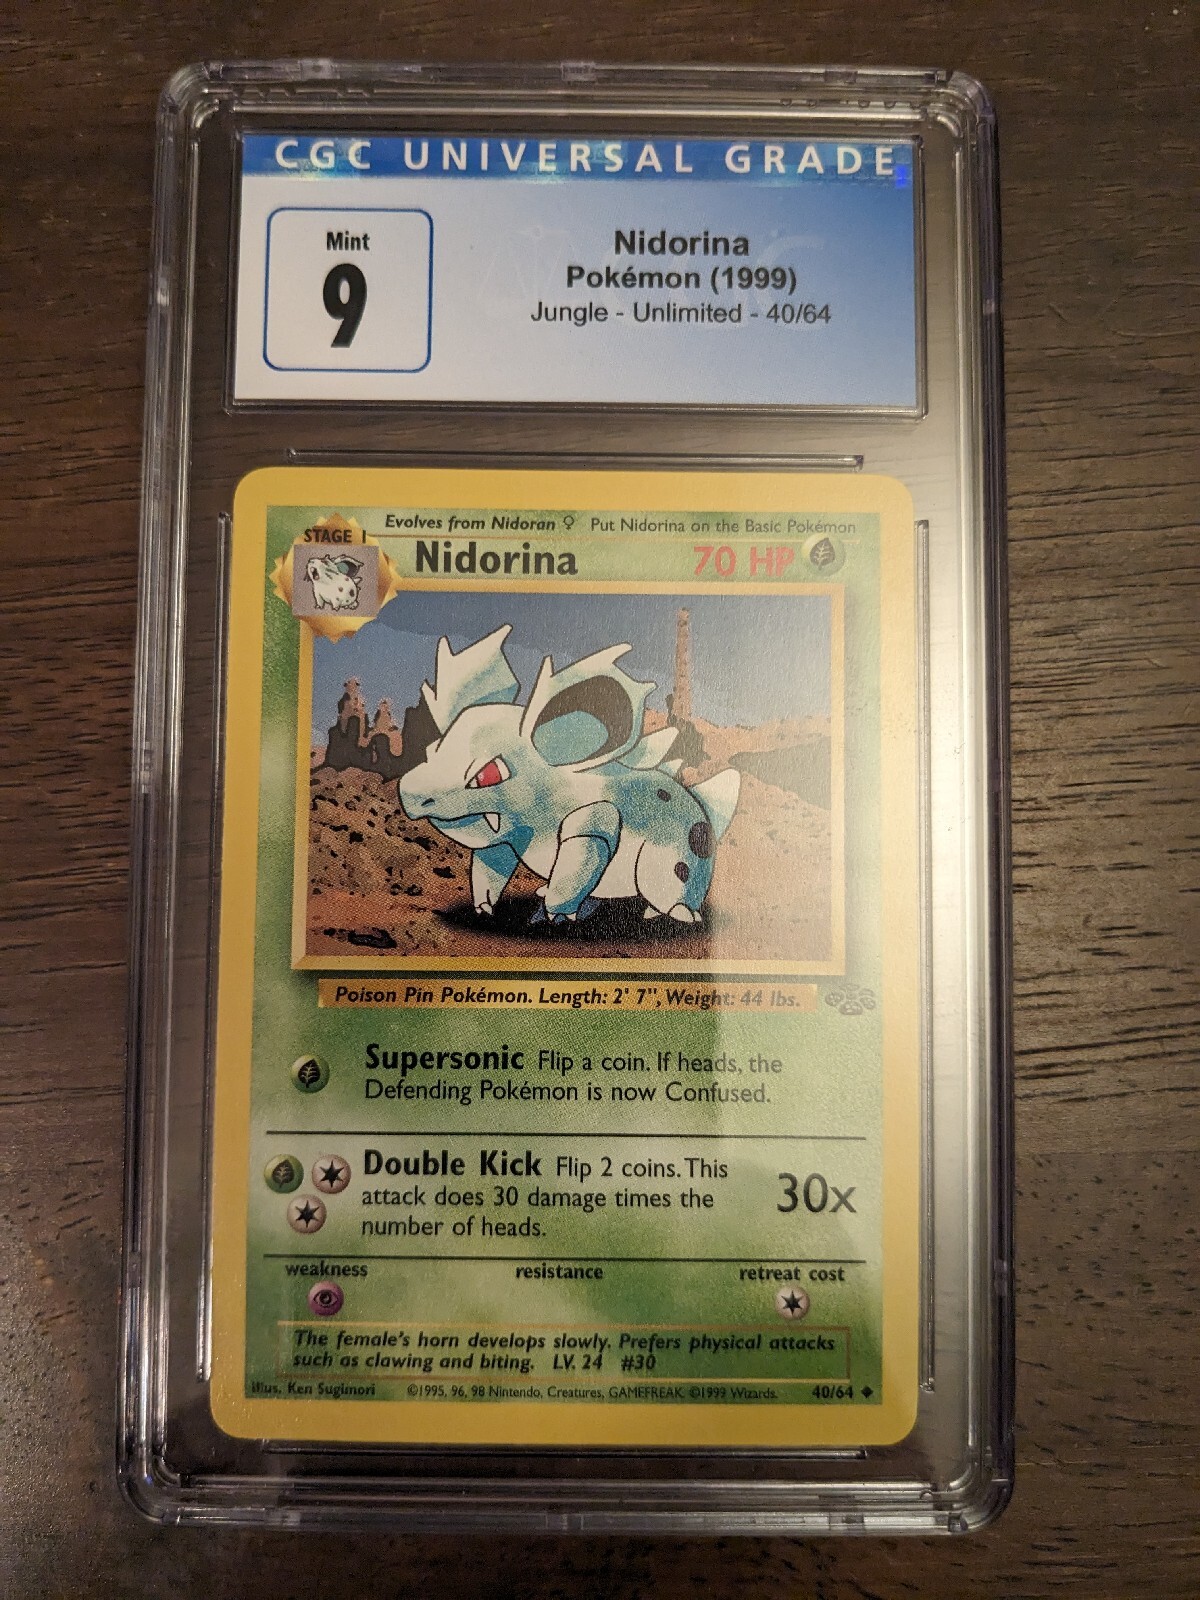 CGC UNIVERSAL GRADE
Mint
9
Nidorina
Pokémon (1999)
Jungle - Unlimited - 40/64
Evolves from Nidoran ♀ Put Nidorina on the Basic Pokémon
STAGE 1
Nidorina 70 HP
Poison Pin Pokémon. Length: 2' 7", Weight: 44 lbs.
Supersonic Flip a coin. If heads, the
Defending Pokémon is now Confused.
Double Kick Flip 2 coins. This
attack does 30 damage times the
number of heads.
30x
weakness resistance retreat cost
The female's horn develops slowly. Prefers physical attacks
such as clawing and biting. LV. 24 #30
Illus. Ken Sugimori ©1995, 96, 98 Nintendo, Creatures, GAMEFREAK. ©1999 Wizards. 40/64